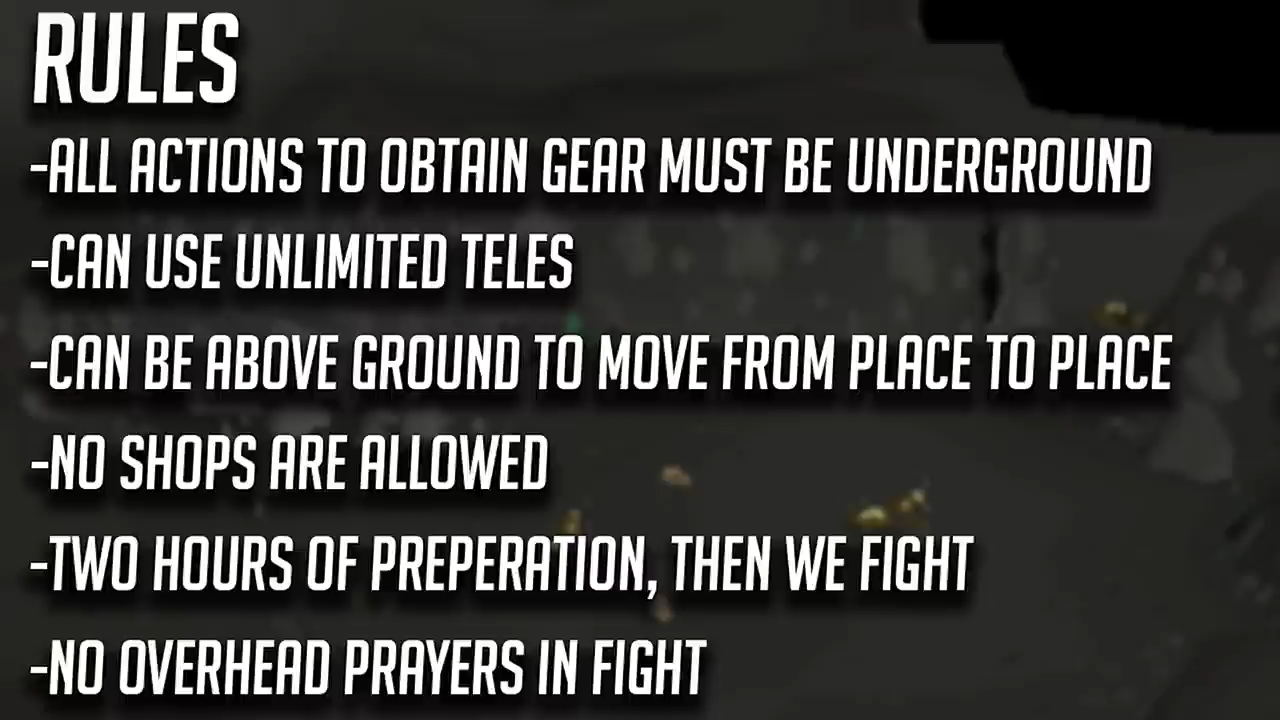 RULES
-ALL ACTIONS TO OBTAIN GEAR MUST BE UNDERGROUND
-CAN USE UNLIMITED TELES
-CAN BE ABOVE GROUND TO MOVE FROM PLACE TO PLACE
-NO SHOPS ARE ALLOWED
-TWO HOURS OF PREPERATION, THEN WE FIGHT
-NO OVERHEAD PRAYERS IN FIGHT